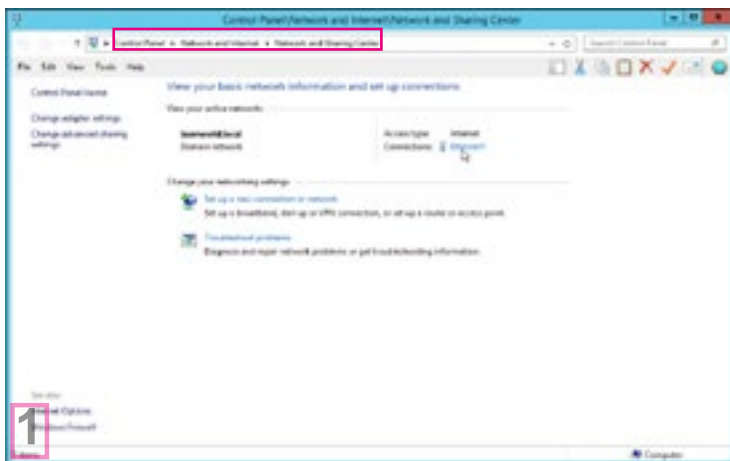 Control Panel\Network and Internet\Network and Sharing Center
Control Panel ▸ Network and Internet ▸ Network and Sharing Center
Search Control Panel
File Edit View Tools Help
Control Panel Home
View your basic network information and set up connections
View your active networks
Change adapter settings
Change advanced sharing settings
Access type: Internet
Domain network
Connections:
Change your networking settings
Set up a new connection or network
Set up a broadband, dial-up or VPN connection, or set up a router or access point.
Troubleshoot problems
Diagnose and repair network problems or get troubleshooting information.
See also
Internet Options
Windows Firewall
1
Computer